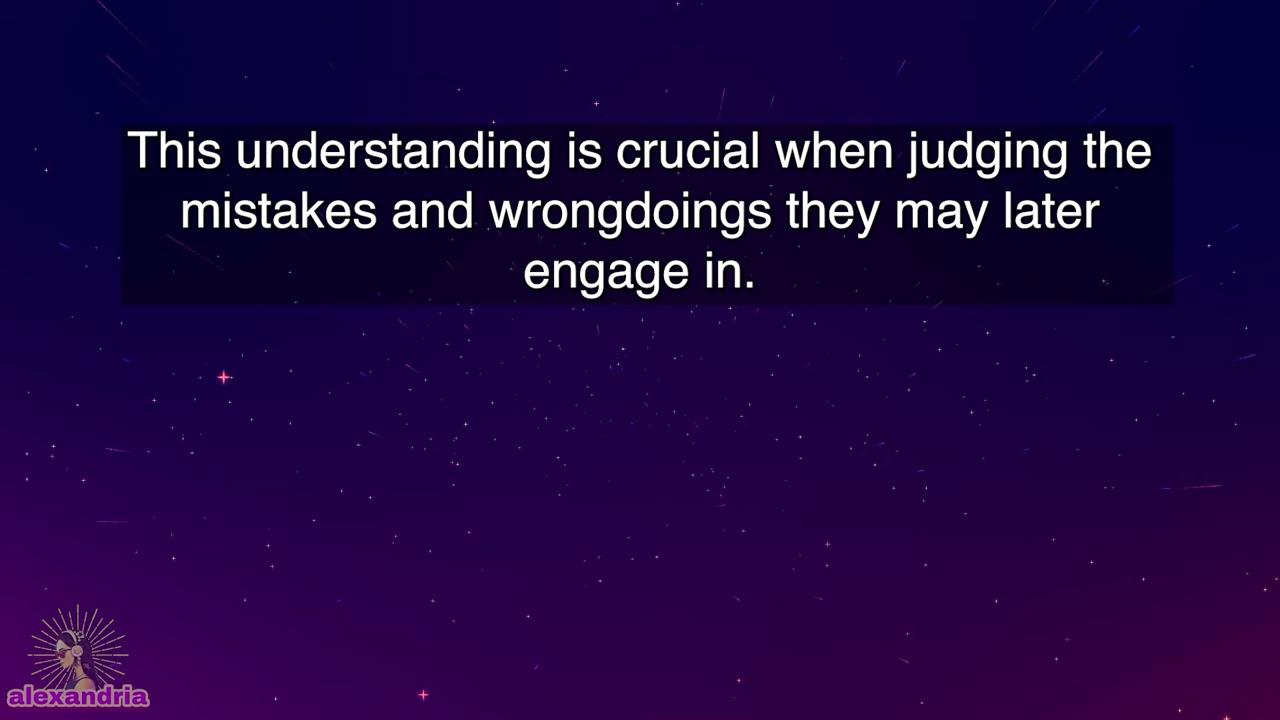 This understanding is crucial when judging the
mistakes and wrongdoings they may later
engage in.
alexandria